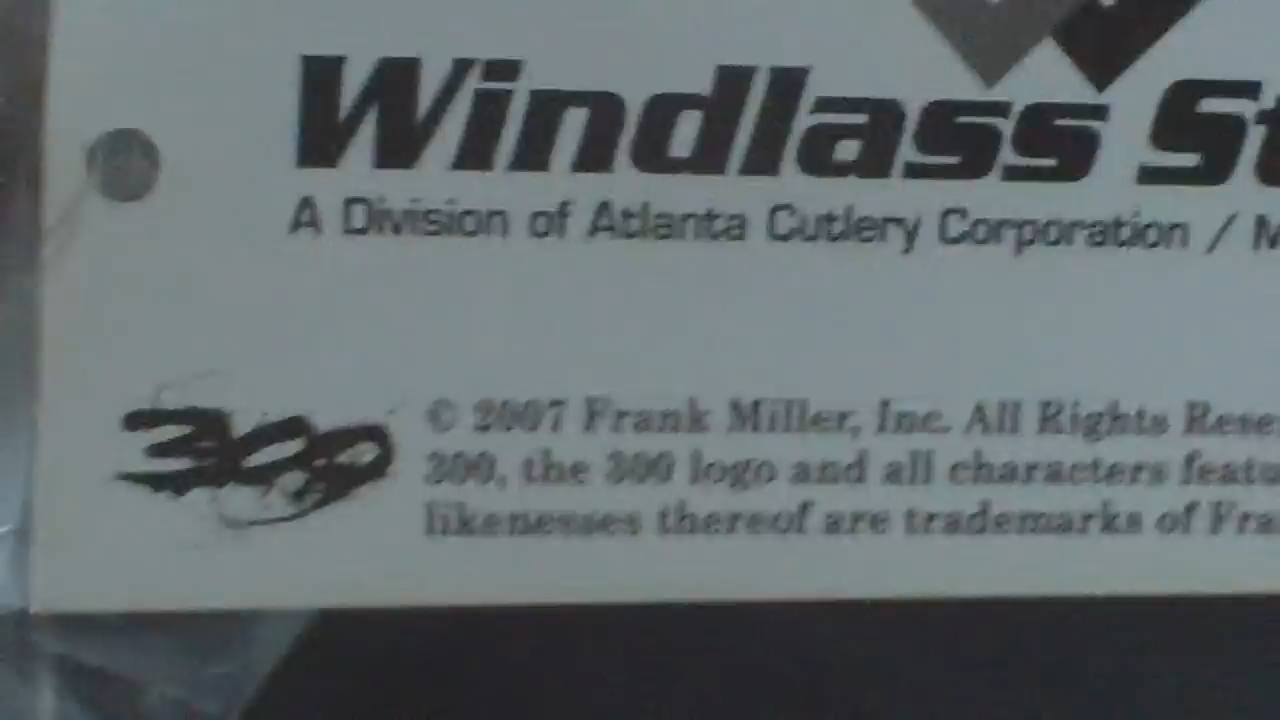 Windlass St
A Division of Atlanta Cutlery Corporation / M
300
© 2007 Frank Miller, Inc. All Rights Rese
300, the 300 logo and all characters featu
likenesses thereof are trademarks of Fra